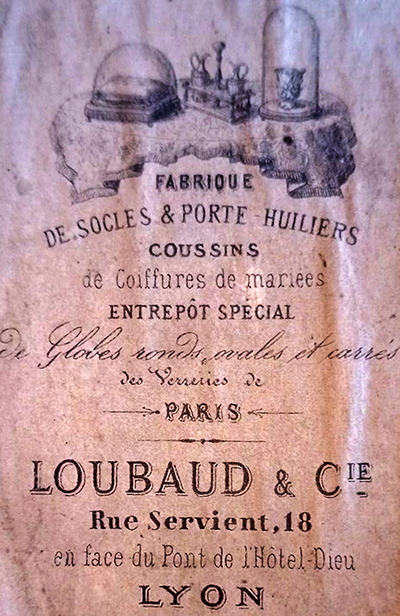 FABRIQUE
DE SOCLES & PORTE-HUILIERS
COUSSINS
de Coiffures de mariées
ENTREPÔT SPECIAL
de Globes ronds, ovales et carrés
des Verreries de
PARIS
LOUBAUD & CIE
Rue Servient, 18
en face du Pont de l'Hôtel-Dieu
LYON